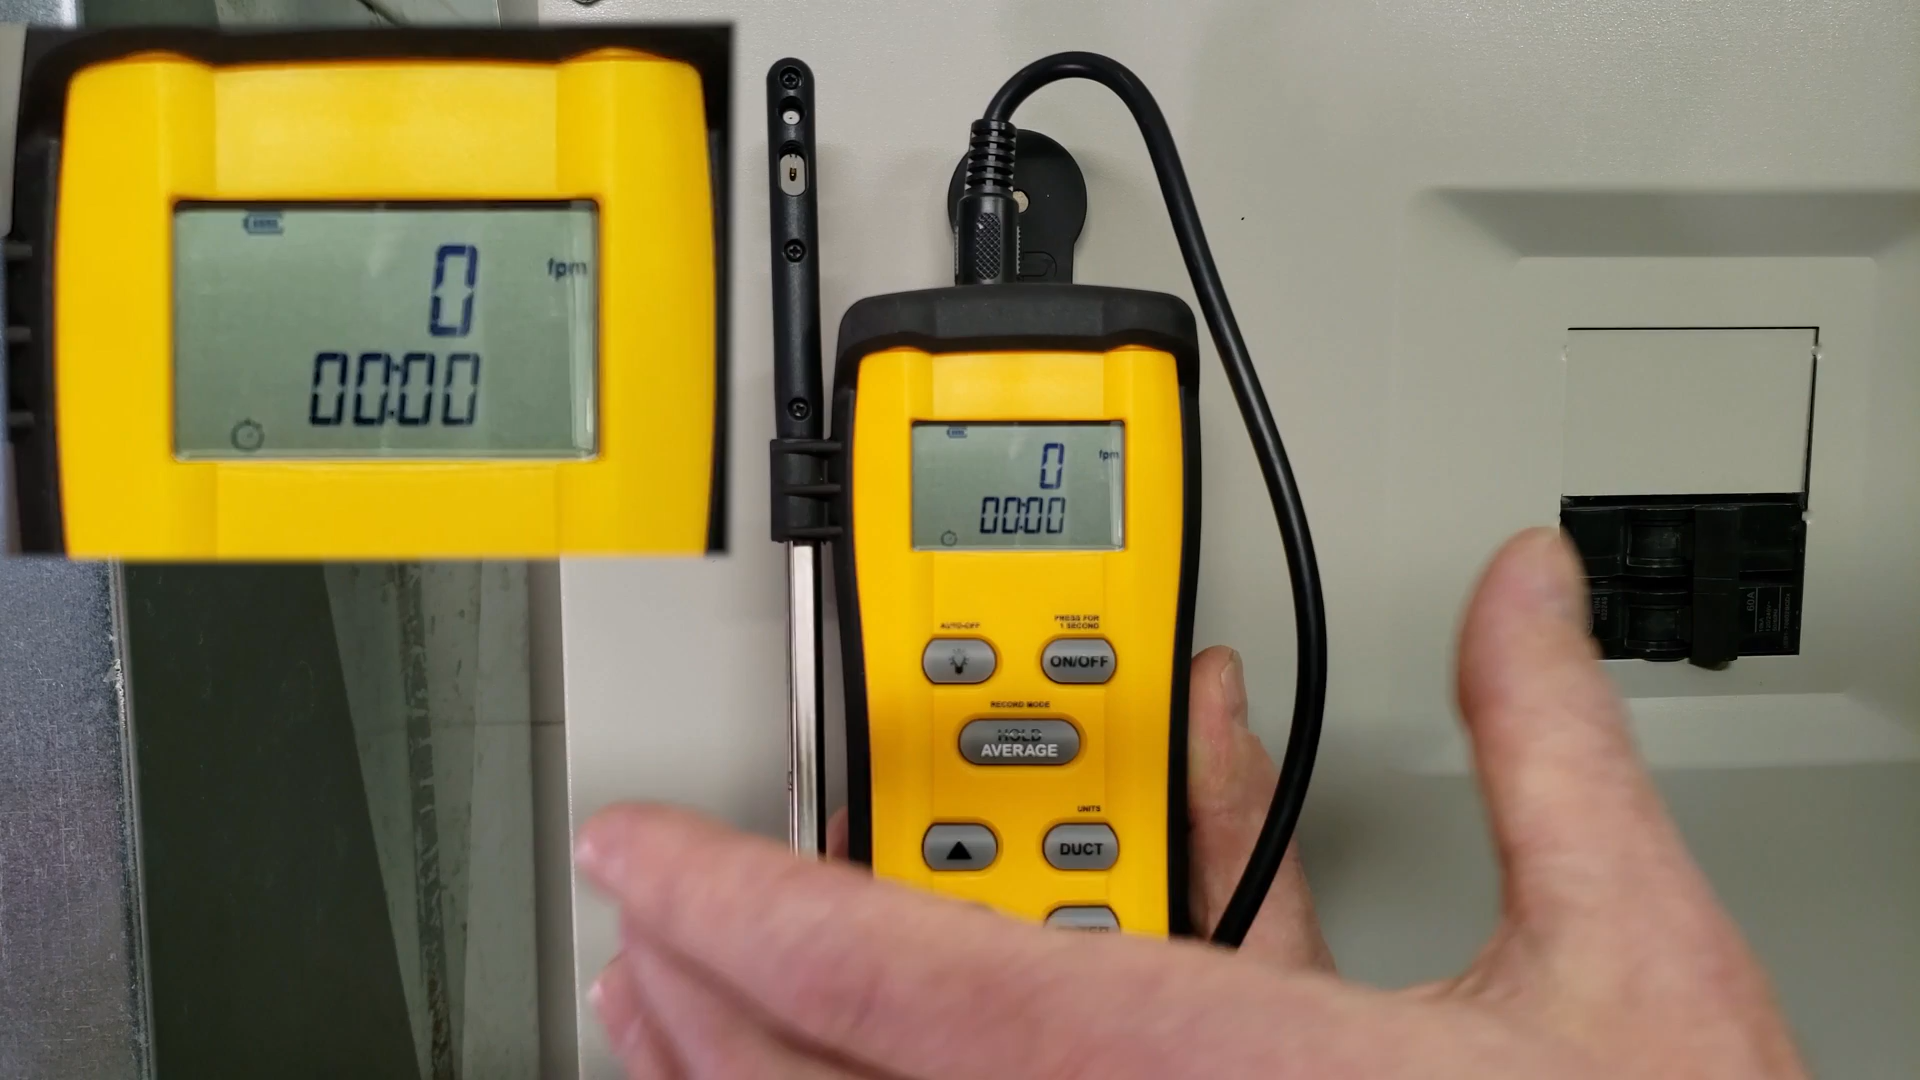 0
fpm
00:00
0
fpm
00:00
AUTO-OFF
PRESS FOR
1 SECOND
ON/OFF
RECORD MODE
HOLD
AVERAGE
UNITS
DUCT
60A